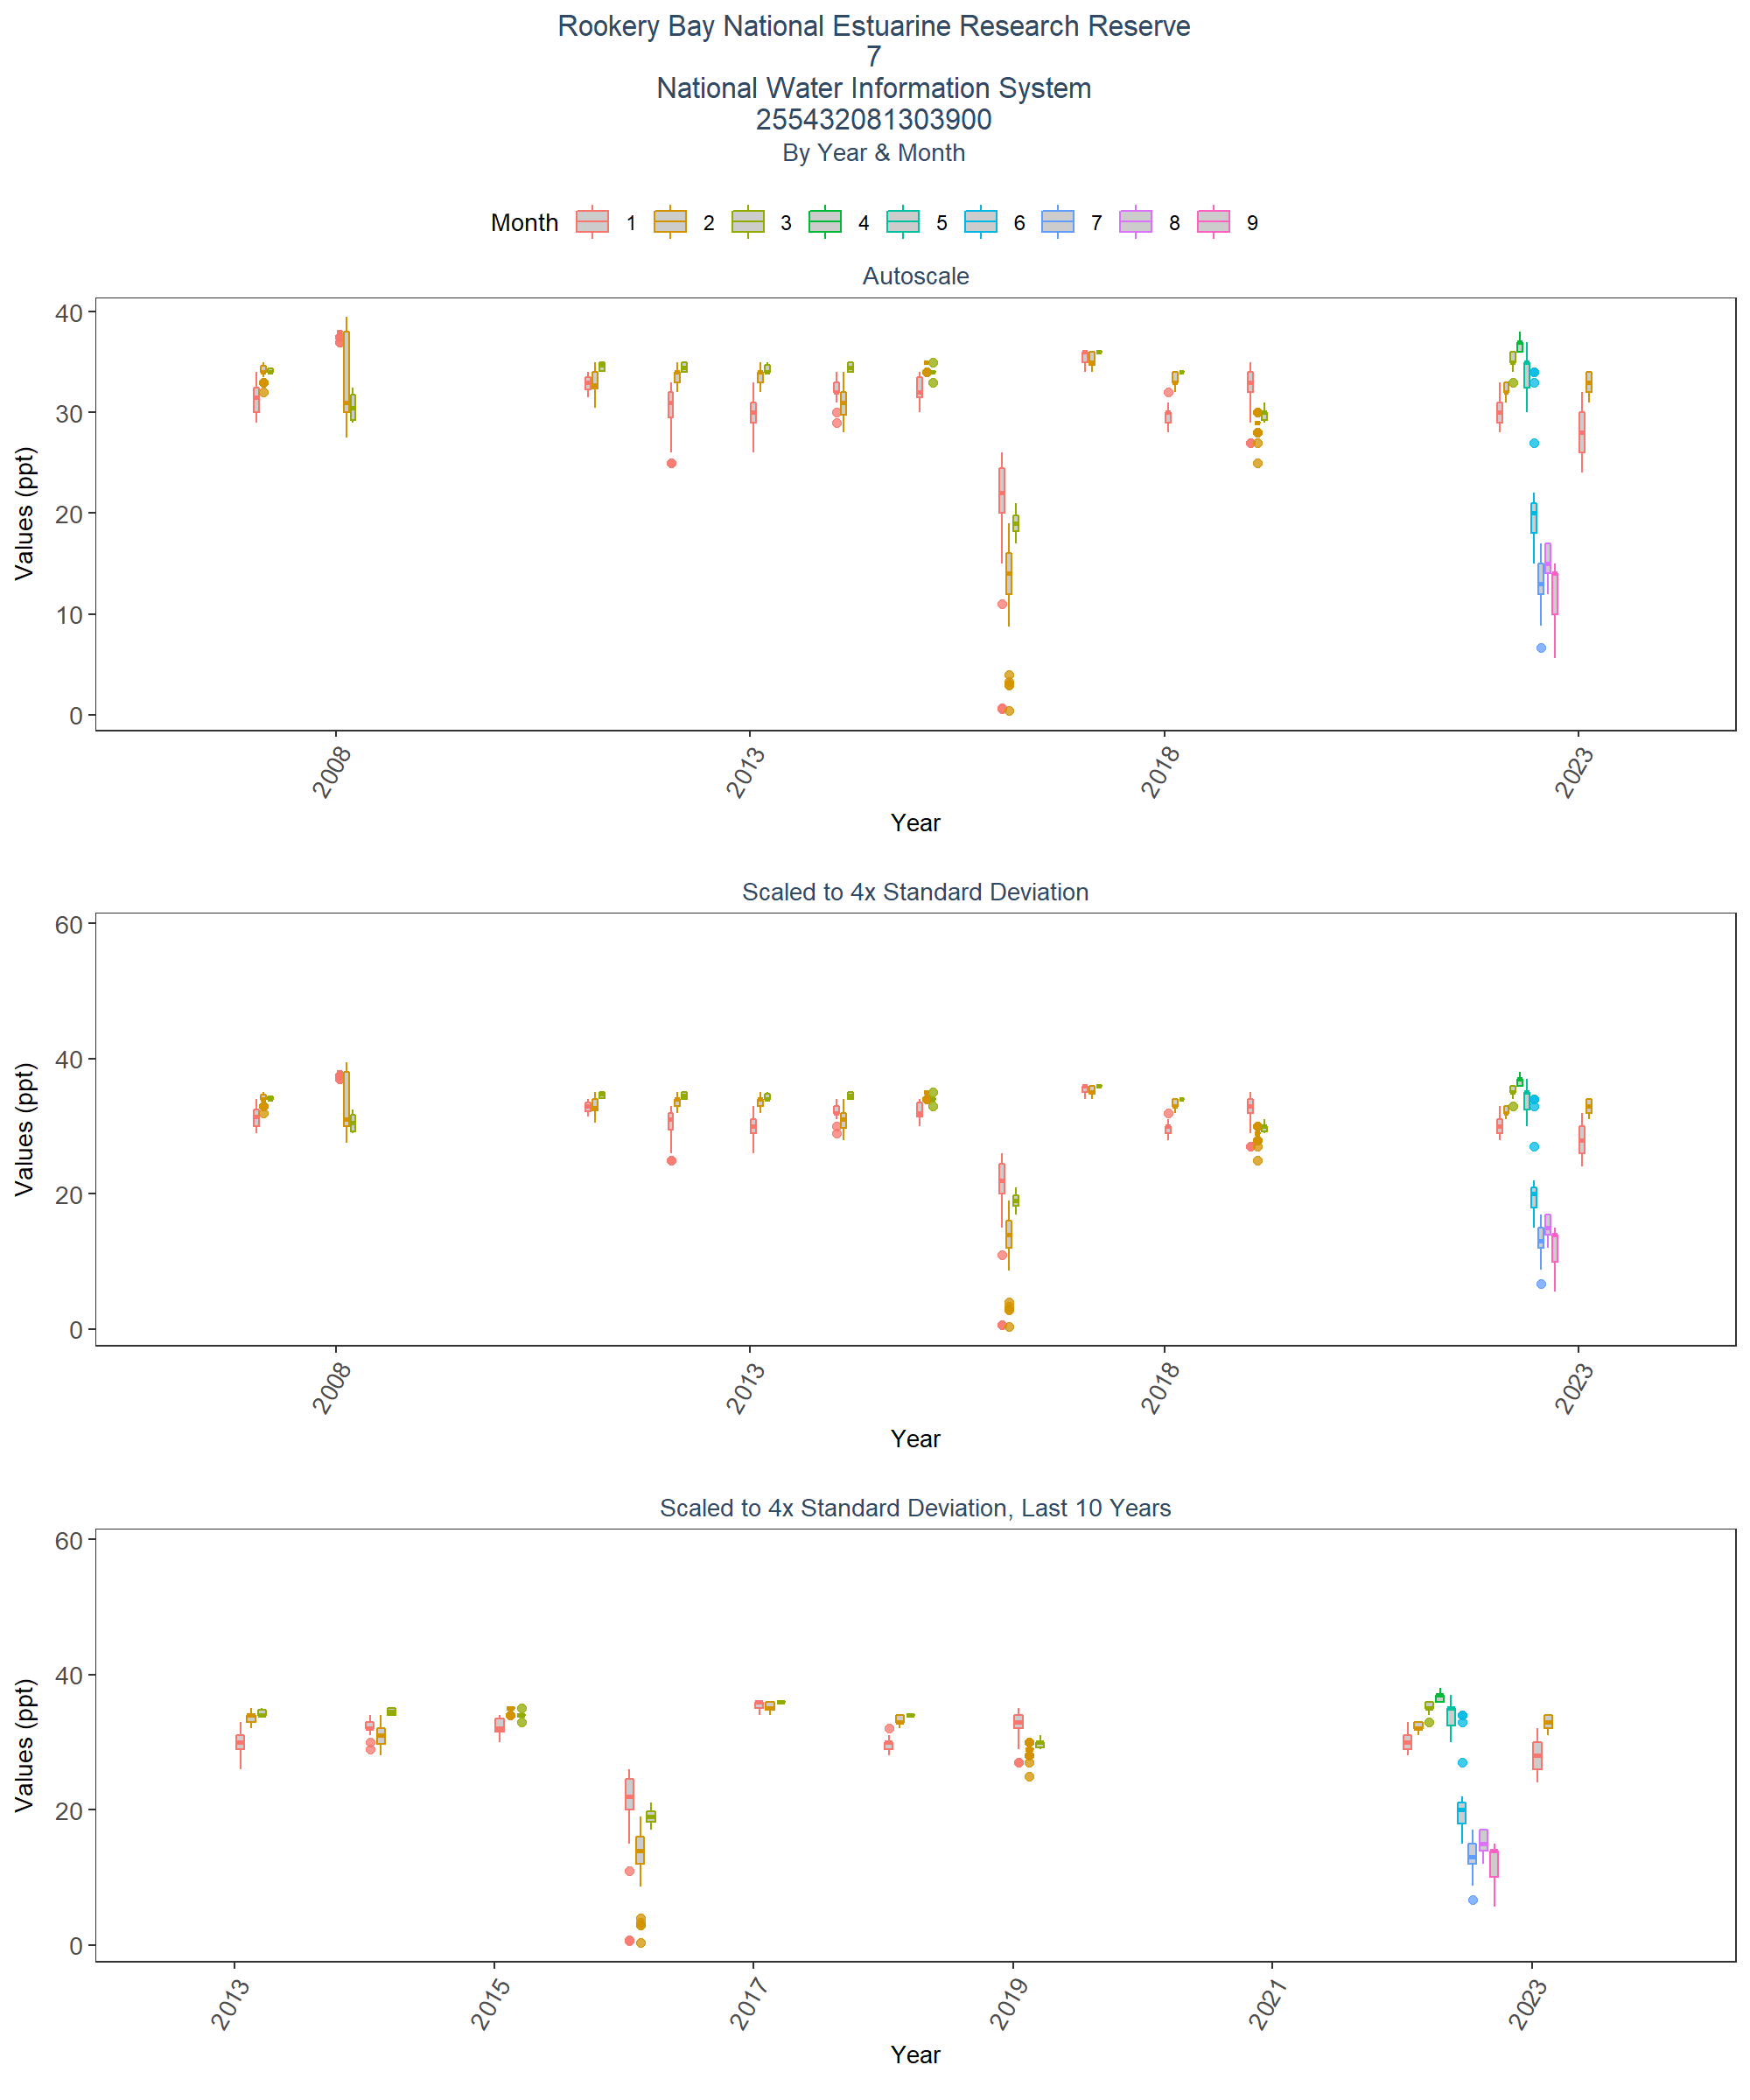 Rookery Bay National Estuarine Research Reserve
7
National Water Information System
255432081303900
By Year & Month
Month 1 2 3 4 5 6 7 8 9
Autoscale
Values (ppt)
40
30
20
10
0
2008 2013 2018 2023
Year
Scaled to 4x Standard Deviation
Values (ppt)
60
40
20
0
2008 2013 2018 2023
Year
Scaled to 4x Standard Deviation, Last 10 Years
Values (ppt)
60
40
20
0
2013 2015 2017 2019 2021 2023
Year